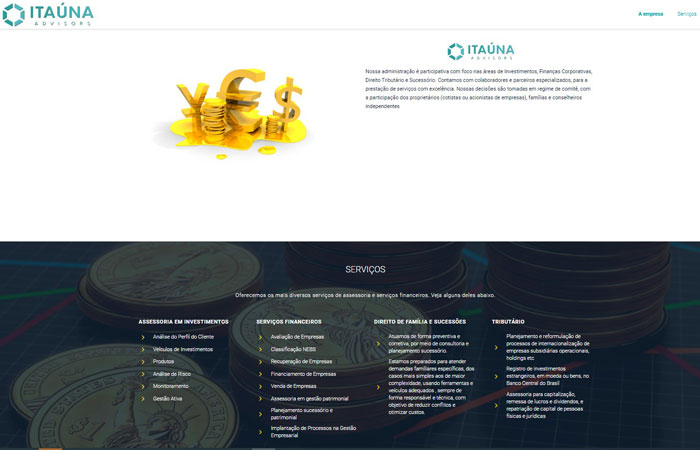 ITAÚNA
ADVISORS
A empresa
Serviços
ITAÚNA
ADVISORS
Nossa administração é participativa com foco nas áreas de Investimentos, Finanças Corporativas,
Direito Tributário e Sucessório. Contamos com colaboradores e parceiros especializados, para a
prestação de serviços com excelência. Nossas decisões são tomadas em regime de comitê, com
a participação dos proprietários (cotistas ou acionistas de empresas), famílias e conselheiros
independentes
SERVIÇOS
Oferecemos os mais diversos serviços de assessoria e serviços financeiros. Veja alguns deles abaixo.
ASSESSORIA EM INVESTIMENTOS
Análise do Perfil do Cliente
Veículos de Investimentos
Produtos
Análise de Risco
Monitoramento
Gestão Ativa
SERVIÇOS FINANCEIROS
Avaliação de Empresas
Classificação NEBS
Recuperação de Empresas
Financiamento de Empresas
Venda de Empresas
Assessoria em gestão patrimonial
Planejamento sucessório e
patrimonial
Implantação de Processos na Gestão
Empresarial
DIREITO DE FAMÍLIA E SUCESSÕES
Atuamos de forma preventiva e
corretiva, por meio de consultoria e
planejamento sucessório.
Estamos preparados para atender
demandas familiares específicas, dos
casos mais simples aos de maior
complexidade, usando ferramentas e
veículos adequados , sempre de
forma responsável e técnica, com
objetivo de reduzir conflitos e
otimizar custos.
TRIBUTÁRIO
Planejamento e reformulação de
processos de internacionalização de
empresas subsidiárias operacionais,
holdings etc
Registro de investimentos
estrangeiros, em moeda ou bens, no
Banco Central do Brasil
Assessoria para capitalização,
remessa de lucros e dividendos, e
repatriação de capital de pessoas
físicas e jurídicas